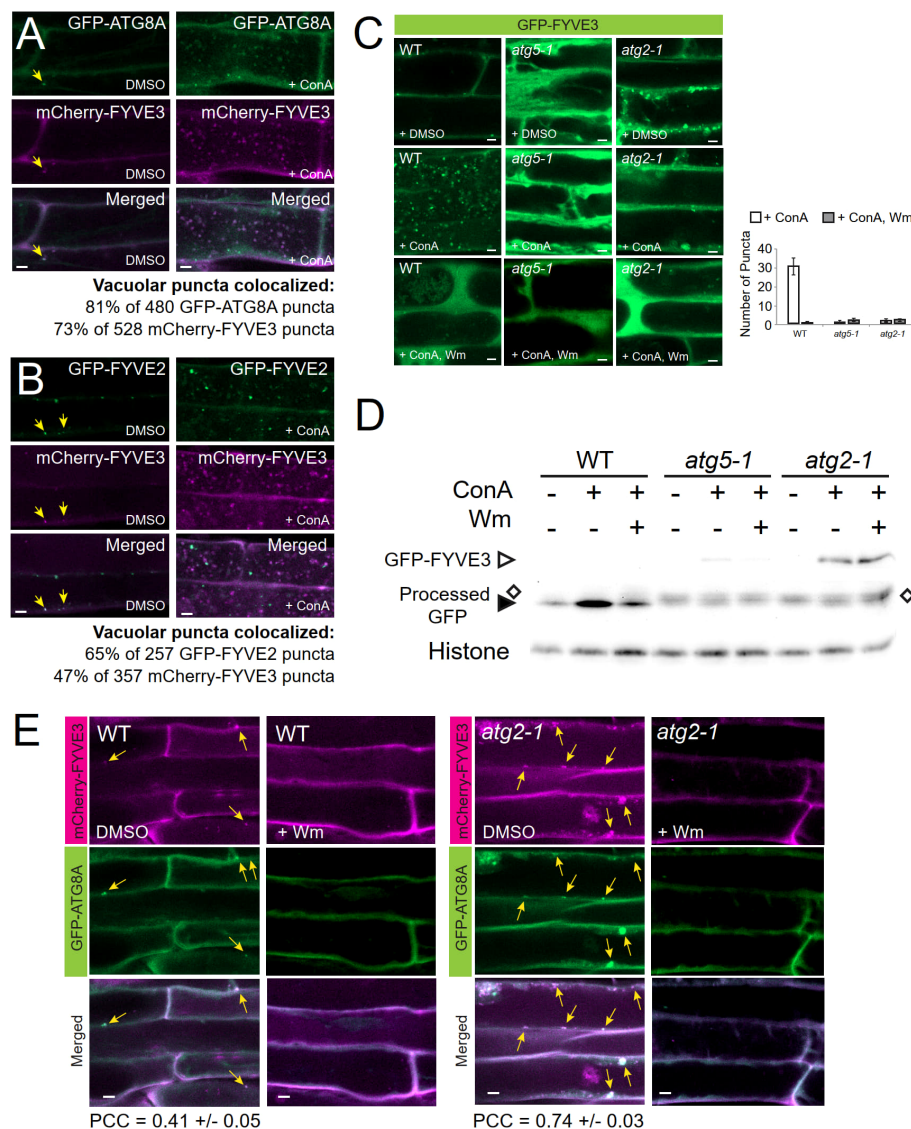 A
GFP-ATG8A
DMSO
GFP-ATG8A
+ ConA
mCherry-FYVE3
DMSO
mCherry-FYVE3
+ ConA
Merged
DMSO
Merged
+ ConA
Vacuolar puncta colocalized:
81% of 480 GFP-ATG8A puncta
73% of 528 mCherry-FYVE3 puncta
B
GFP-FYVE2
DMSO
GFP-FYVE2
+ ConA
mCherry-FYVE3
DMSO
mCherry-FYVE3
+ ConA
Merged
DMSO
Merged
+ ConA
Vacuolar puncta colocalized:
65% of 257 GFP-FYVE2 puncta
47% of 357 mCherry-FYVE3 puncta
C
GFP-FYVE3
WT
+ DMSO
atg5-1
+ DMSO
atg2-1
+ DMSO
WT
+ ConA
atg5-1
+ ConA
atg2-1
+ ConA
WT
+ ConA, Wm
atg5-1
+ ConA, Wm
atg2-1
+ ConA, Wm
+ ConA
+ ConA, Wm
Number of Puncta
40
30
20
10
0
WT
atg5-1
atg2-1
D
WT atg5-1 atg2-1
ConA - + + - + + - + +
Wm - - + - - + - - +
GFP-FYVE3
Processed
GFP
Histone
E
mCherry-FYVE3
WT
DMSO
WT
+ Wm
GFP-ATG8A
Merged
PCC = 0.41 +/- 0.05
mCherry-FYVE3
atg2-1
DMSO
atg2-1
+ Wm
GFP-ATG8A
Merged
PCC = 0.74 +/- 0.03